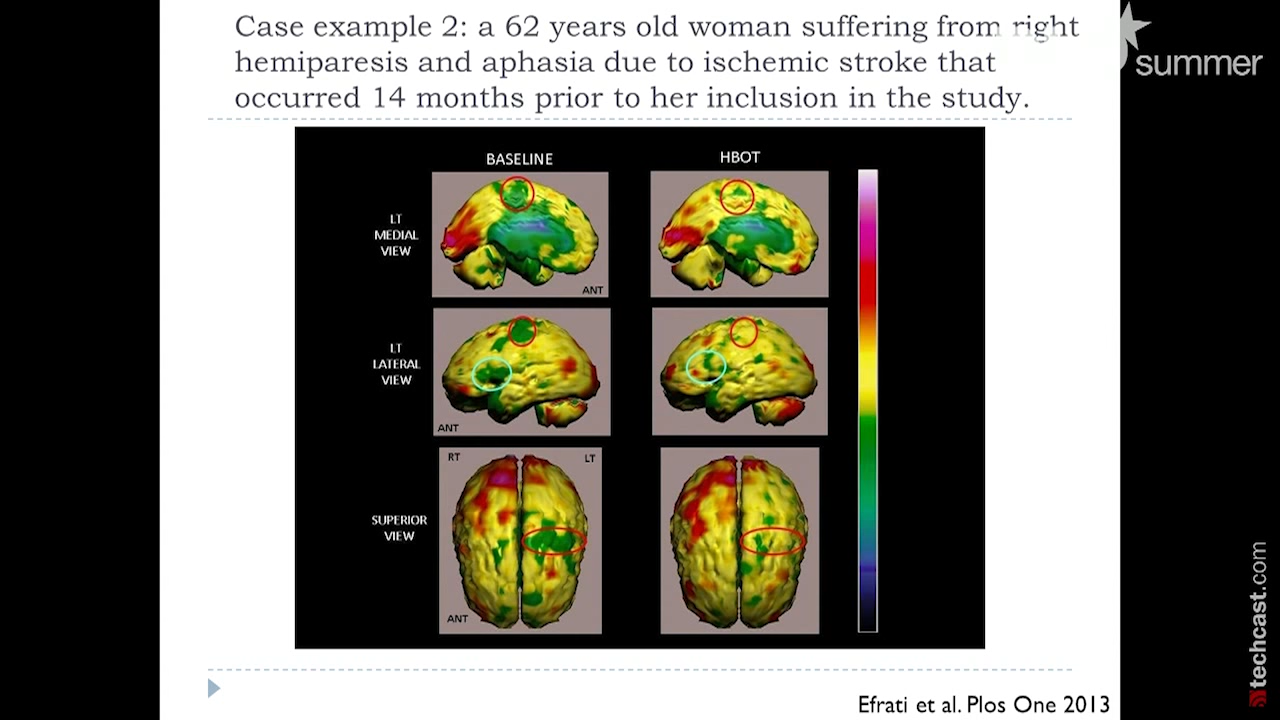 Case example 2: a 62 years old woman suffering from right
hemiparesis and aphasia due to ischemic stroke that
occurred 14 months prior to her inclusion in the study.
summer
BASELINE
HBOT
LT
MEDIAL
VIEW
ANT
LT
LATERAL
VIEW
ANT
RT
LT
SUPERIOR
VIEW
ANT
Efrati et al. Plos One 2013
techcast.com